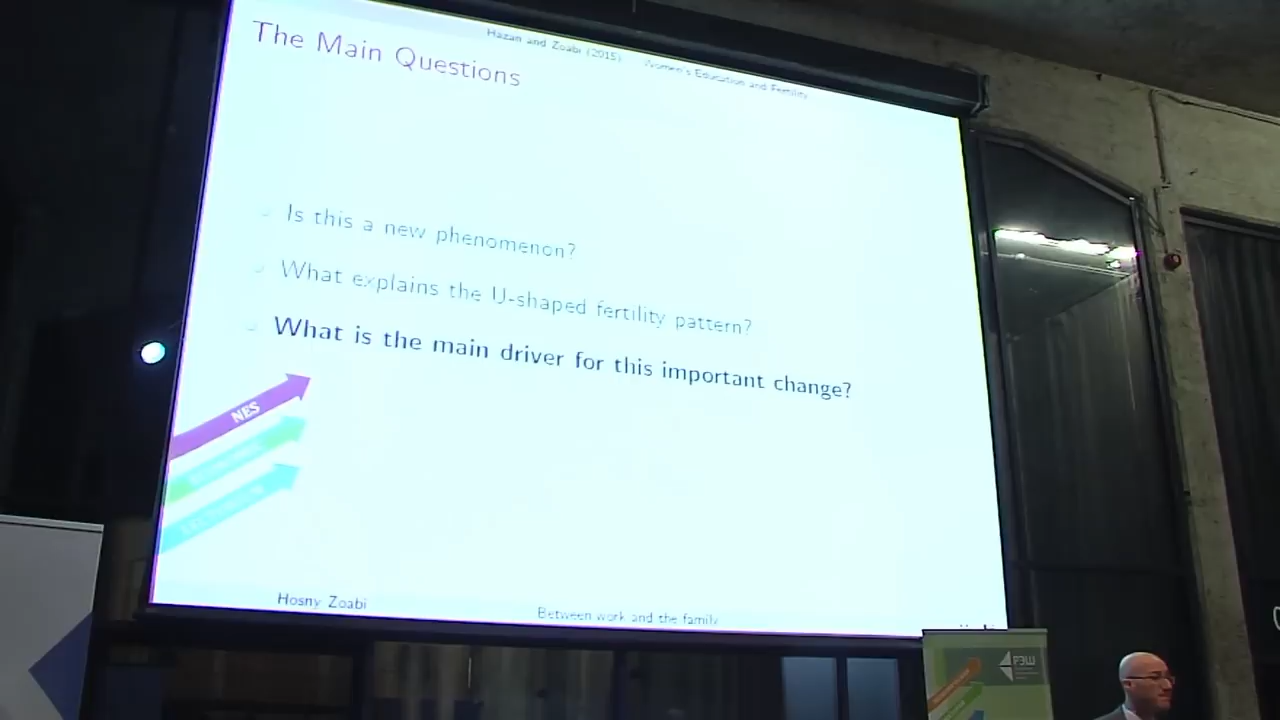 Hazan and Zoabi (2015)
Women's Education and Fertility
The Main Questions
Is this a new phenomenon?
What explains the U-shaped fertility pattern?
What is the main driver for this important change?
NES
Hosny Zoabi
Between work and the family
РЭШ